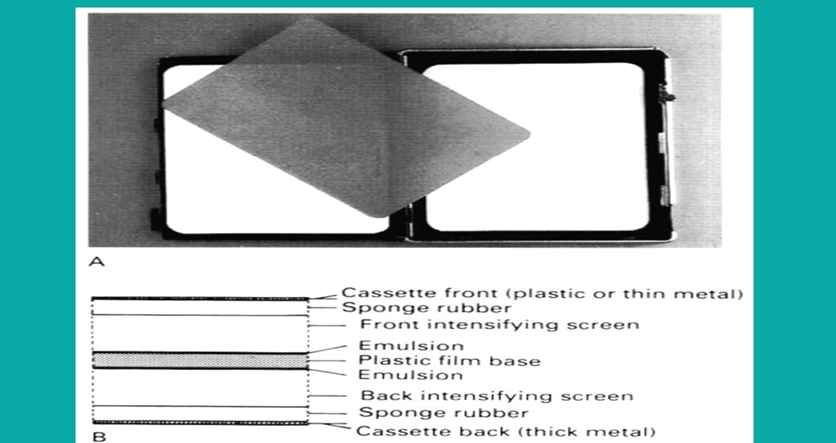 A
Cassette front (plastic or thin metal)
Sponge rubber
Front intensifying screen
Emulsion
Plastic film base
Emulsion
Back intensifying screen
Sponge rubber
Cassette back (thick metal)
B